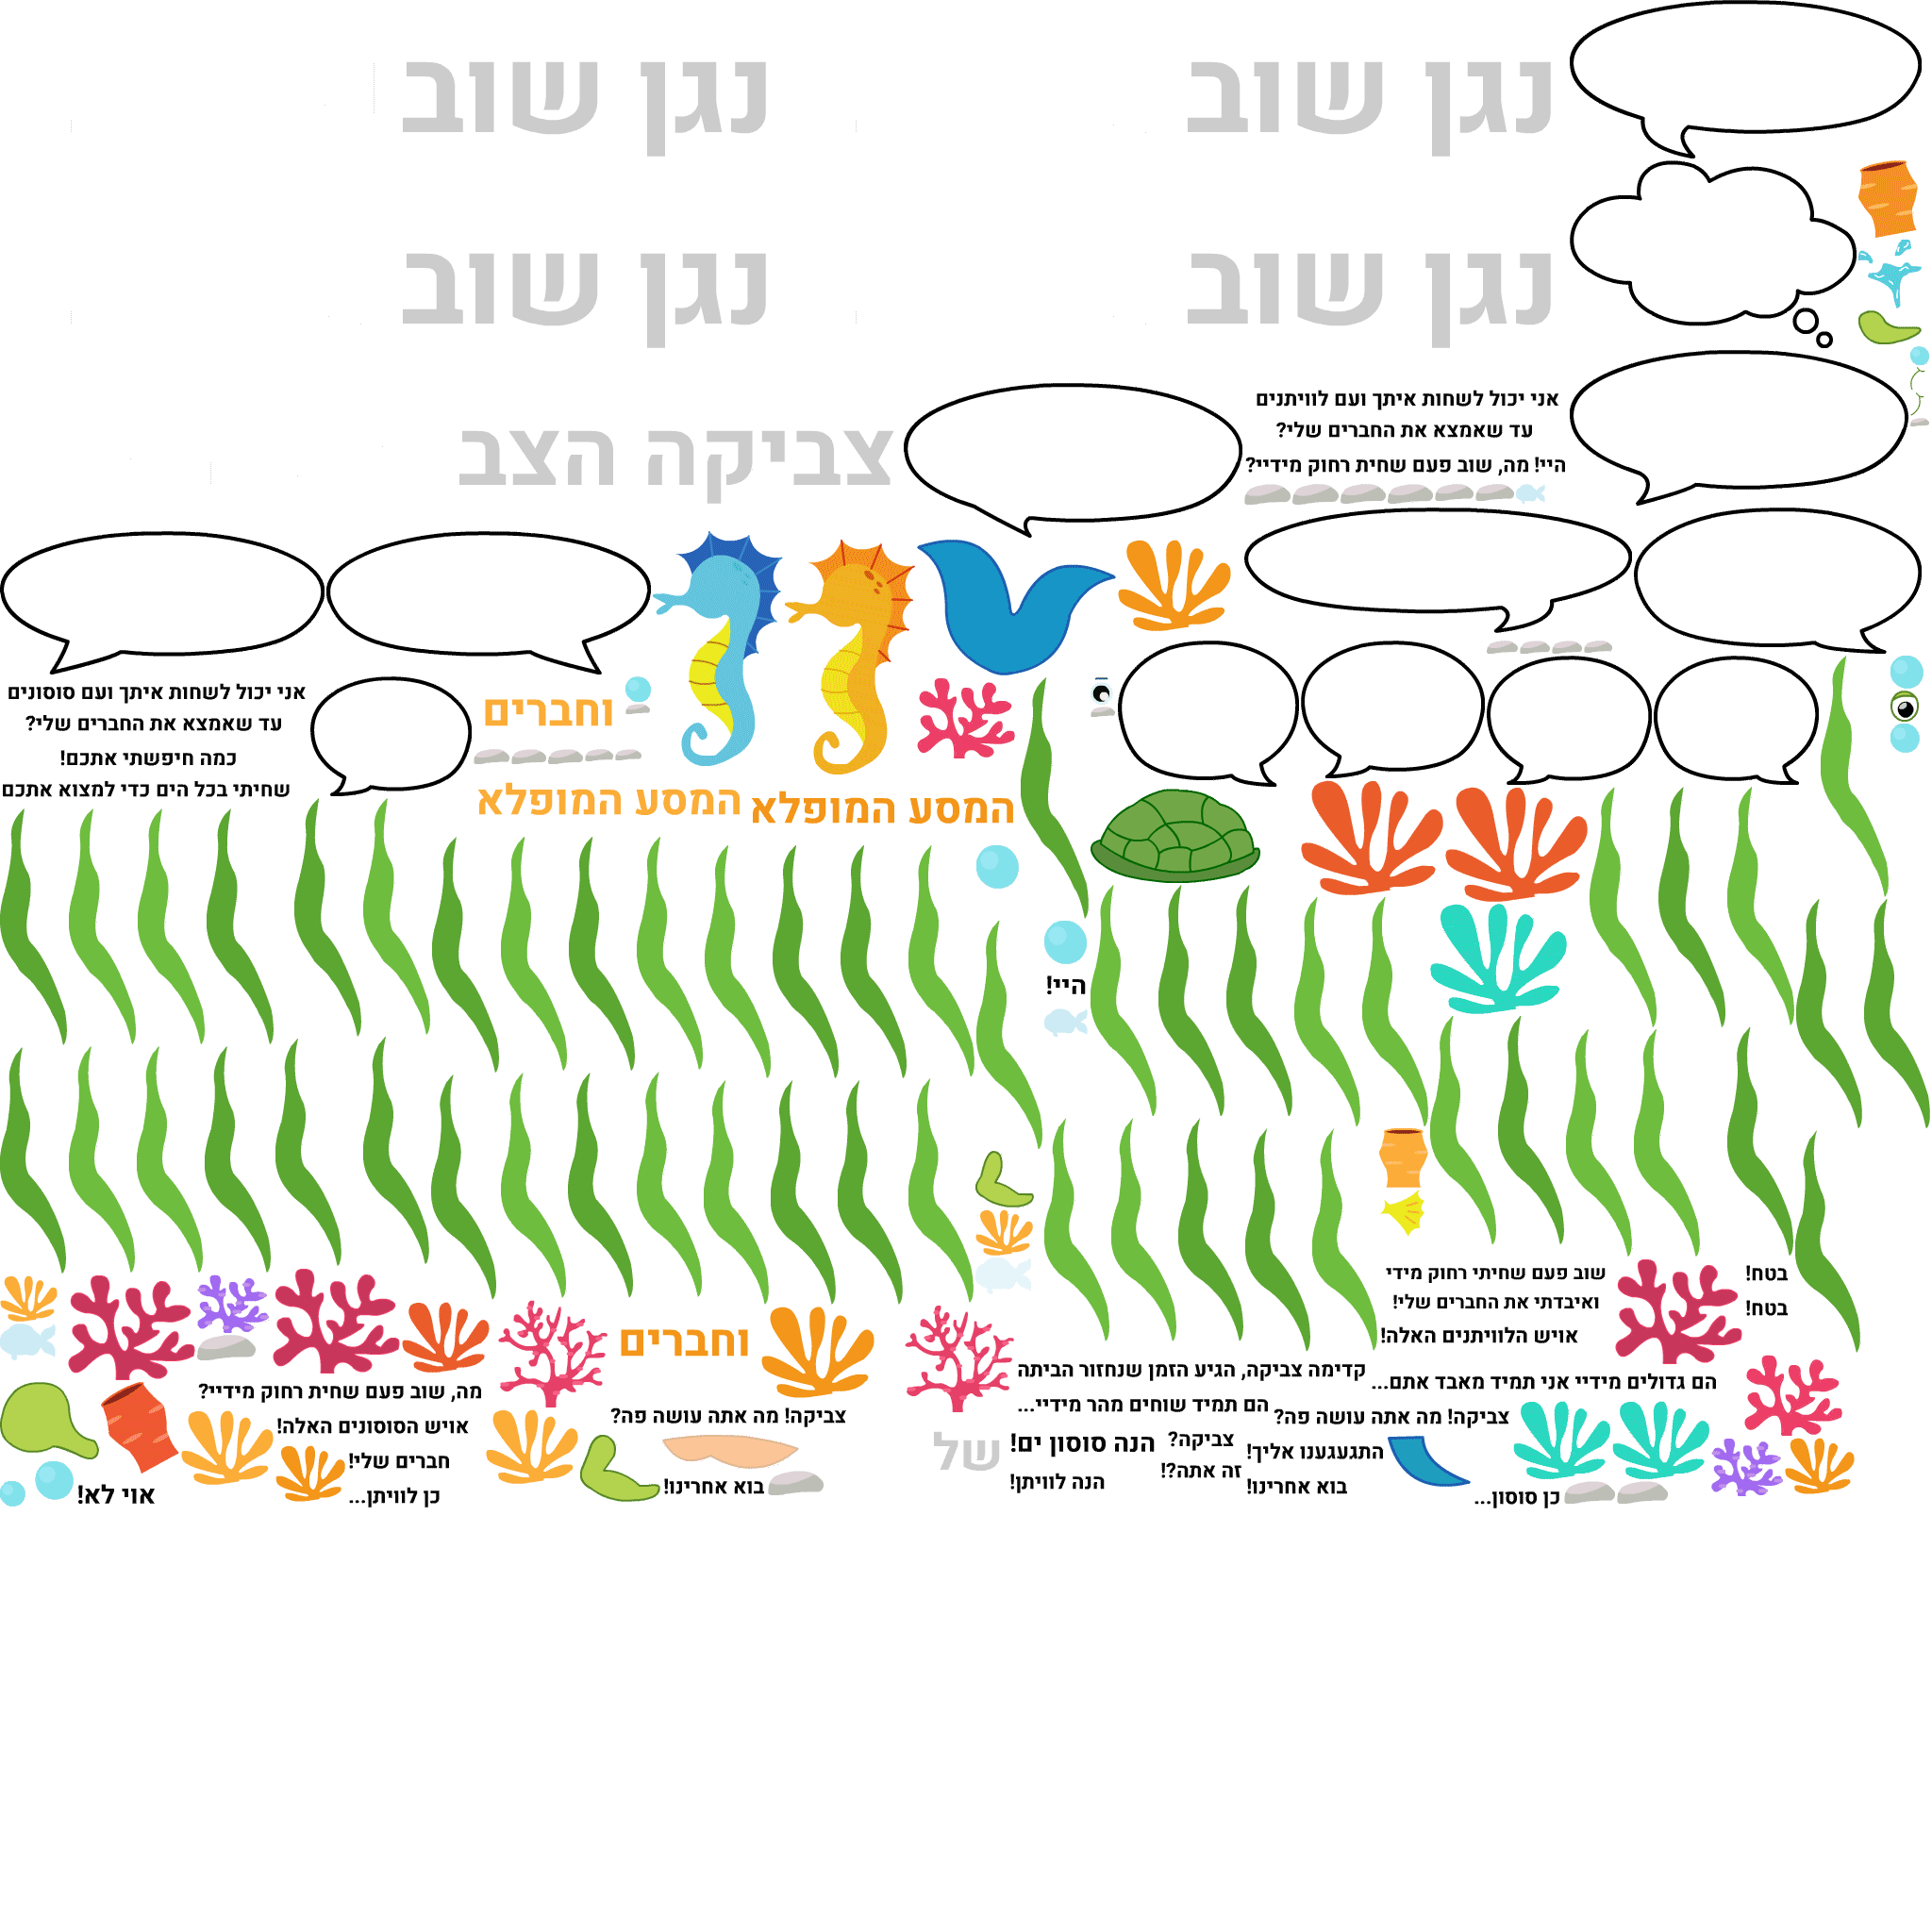 נגן שוב
נגן שוב
נגן שוב
נגן שוב
אני יכול לשחות איתך ועם לוויתנים
עד שאמצא את החברים שלי?
היי! מה, שוב פעם שחית רחוק מידיי?
צביקה הצב
אני יכול לשחות איתך ועם סוסונים
עד שאמצא את החברים שלי?
כמה חיפשתי אתכם!
שחיתי בכל הים כדי למצוא אתכם
וחברים
המסע המופלא
המסע המופלא
היי!
בטח!
בטח!
שוב פעם שחיתי רחוק מידי
ואיבדתי את החברים שלי!
אויש הלוויתנים האלה!
וחברים
קדימה צביקה, הגיע הזמן שנחזור הביתה
הם גדולים מידיי אני תמיד מאבד אתם...
הם תמיד שוחים מהר מידיי...
צביקה! מה אתה עושה פה?
צביקה! מה אתה עושה פה?
מה, שוב פעם שחית רחוק מידיי?
אויש הסוסונים האלה!
חברים שלי!
כן לוויתן...
אוי לא!
בוא אחרינו!
של
הנה סוסון ים!
הנה לוויתן!
צביקה?
זה אתה?!
התגעגענו אליך!
בוא אחרינו!
כן סוסון...